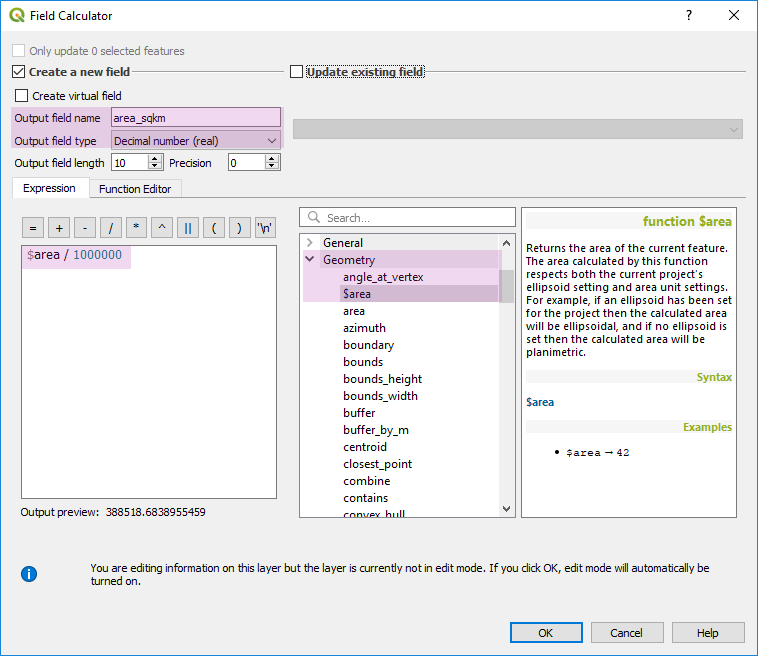 Field Calculator
? 
Only update 0 selected features
Create a new field
Update existing field
Create virtual field
Output field name area_sqkm
Output field type Decimal number (real)
Output field length 10 Precision 0
Expression Function Editor
= + - / * ^ || ( ) '\n'
$area / 1000000
Output preview: 388518.6838955459
Search...
General
Geometry
angle_at_vertex
$area
area
azimuth
boundary
bounds
bounds_height
bounds_width
buffer
buffer_by_m
centroid
closest_point
combine
contains
convex_hull
function $area
Returns the area of the current feature.
The area calculated by this function
respects both the current project's
ellipsoid setting and area unit settings.
For example, if an ellipsoid has been set
for the project then the calculated area
will be ellipsoidal, and if no ellipsoid is
set then the calculated area will be
planimetric.
Syntax
$area
Examples
• $area → 42
You are editing information on this layer but the layer is currently not in edit mode. If you click OK, edit mode will automatically be
turned on.
OK Cancel Help